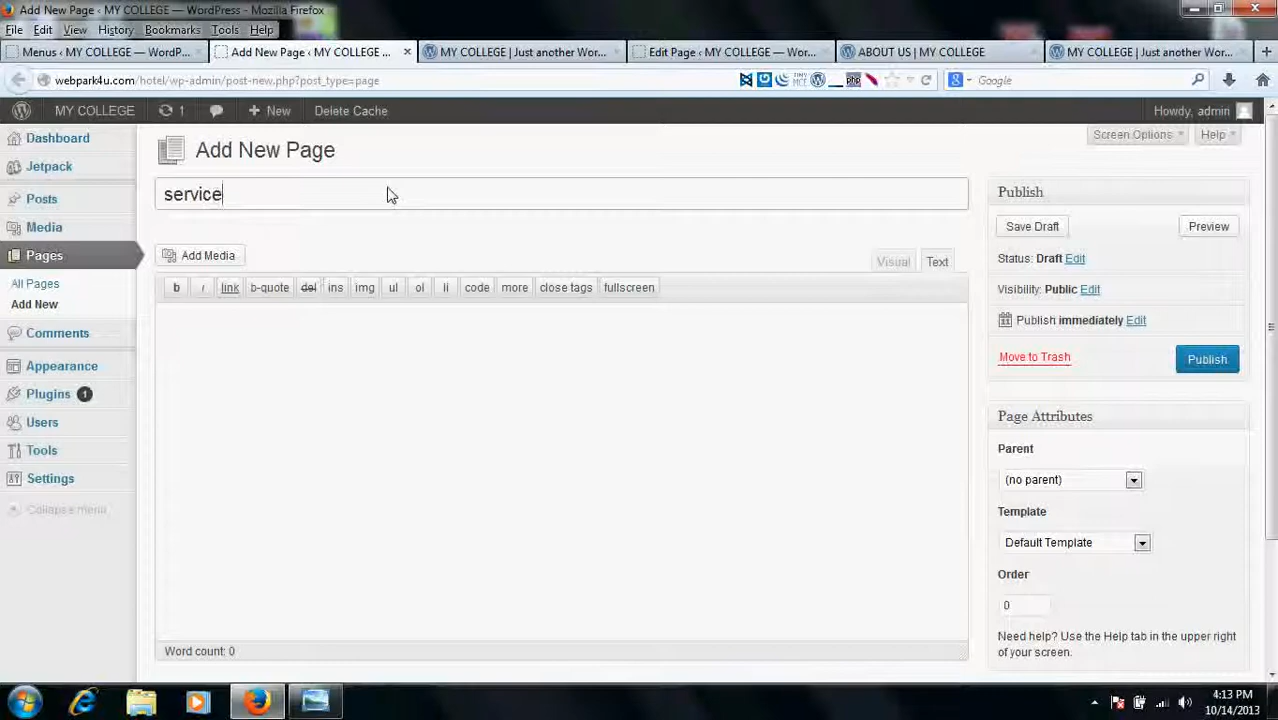 Add New Page ‹ MY COLLEGE — WordPress - Mozilla Firefox
File Edit View History Bookmarks Tools Help
Menus ‹ MY COLLEGE — WordP... Add New Page ‹ MY COLLEGE ... MY COLLEGE | Just another Wor... Edit Page ‹ MY COLLEGE — Wor... ABOUT US | MY COLLEGE MY COLLEGE | Just another Wor...
webpark4u.com/hotel/wp-admin/post-new.php?post_type=page Google
MY COLLEGE 1 New Delete Cache Howdy, admin
Screen Options Help
Dashboard
Jetpack
Posts
Media
Pages
All Pages
Add New
Comments
Appearance
Plugins 1
Users
Tools
Settings
Collapse menu
Add New Page
service
Add Media Visual Text
b i link b-quote del ins img ul ol li code more close tags fullscreen
Word count: 0
Publish
Save Draft Preview
Status: Draft Edit
Visibility: Public Edit
Publish immediately Edit
Move to Trash Publish
Page Attributes
Parent
(no parent)
Template
Default Template
Order
0
Need help? Use the Help tab in the upper right
of your screen.
4:13 PM
10/14/2013